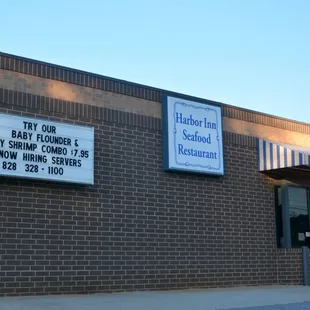 TRY OUR
BABY FLOUNDER &
Y SHRIMP COMBO $7.95
NOW HIRING SERVERS
828 328-1100
Harbor Inn
Seafood
Restaurant